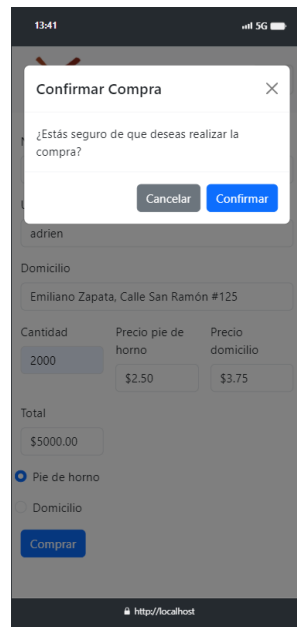 13:41
5G
Confirmar Compra
¿Estás seguro de que deseas realizar la
compra?
Cancelar
Confirmar
adrien
Domicilio
Emiliano Zapata, Calle San Ramón #125
Cantidad
Precio pie de
horno
Precio
domicilio
2000
$2.50
$3.75
Total
$5000.00
Pie de horno
Domicilio
Comprar
http://localhost